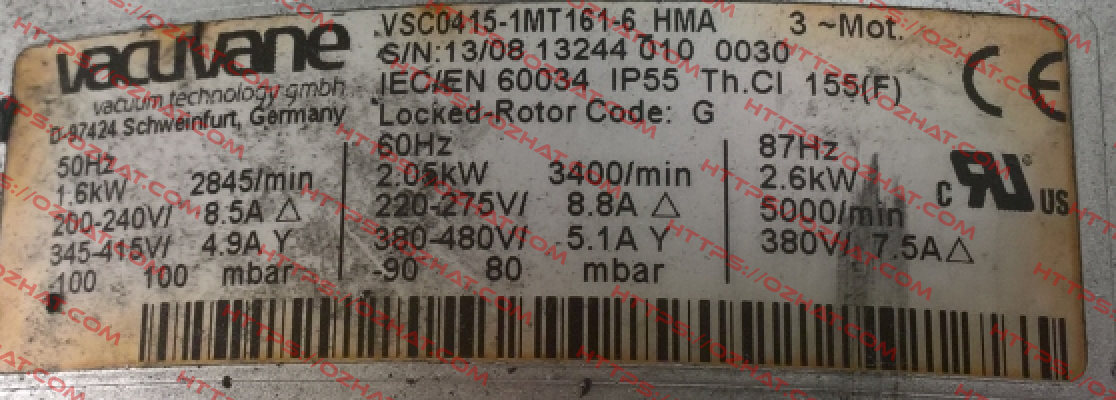 vacuvane
vacuum technology gmbh
D-97424 Schweinfurt, Germany
VSC0415-1MT161-6 HMA 3 ~Mot.
S/N:13/08 13244 010 0030
IEC/EN 60034 IP55 Th.Cl 155(F)
Locked-Rotor Code: G
CE
50Hz
1.6kW 2845/min
200-240V/ 8.5A △
345-415V/ 4.9A Y
-100 100 mbar
60Hz
2.05kW 3400/min
220-275V/ 8.8A △
380-480V/ 5.1A Y
-90 80 mbar
87Hz
2.6kW
5000/min
380V/ 7.5A△
c RU® US
HTTPS://OZHAT.COM